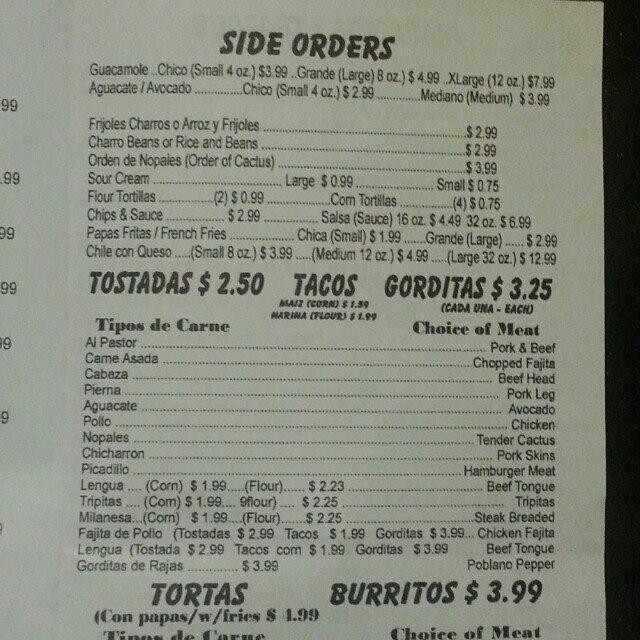 SIDE ORDERS
Guacamole ..Chico (Small 4 oz.) $3.99 ..Grande (Large) 8 oz.) $ 4.99 ..XLarge (12 oz.) $7.99
Aguacate / Avocado ..............Chico (Small 4 oz.) $ 2.99 ..............Mediano (Medium) $ 3.99
Frijoles Charros o Arroz y Frijoles ..............$ 2.99
Charro Beans or Rice and Beans ..............$ 2.99
Orden de Nopales (Order of Cactus) ..............$ 3.99
Sour Cream .............. Large $ 0.99 .............. Small $ 0.75
Flour Tortillas ..............(2) $ 0.99..............Corn Tortillas ..............(4) $ 0.75
Chips & Sauce .............. $ 2.99 .............. Salsa (Sauce) 16 oz. $ 4.49 32 oz. $ 6.99
Papas Fritas / French Fries .............. Chica (Small) $ 1.99 .......Grande (Large) ...... $ 2.99
Chile con Queso .....(Small 8 oz.) $ 3.99 .....(Medium 12 oz.) $ 4.99 .....(Large 32 oz.) $ 12.99
TOSTADAS $ 2.50 TACOS GORDITAS $ 3.25
MAIZ (CORN) $ 1.59 (CADA UNA - EACH)
HARINA (FLOUR) $ 1.99
Tipos de Carne Choice of Meat
Al Pastor .............. Pork & Beef
Carne Asada .............. Chopped Fajita
Cabeza .............. Beef Head
Pierna .............. Pork Leg
Aguacate .............. Avocado
Pollo .............. Chicken
Nopales .............. Tender Cactus
Chicharron .............. Pork Skins
Picadillo .............. Hamburger Meat
Lengua .... (Corn) $ 1.99.....(Flour)...... $ 2.23 .............. Beef Tongue
Tripitas .... (Corn) $ 1.99.... 9flour) .... $ 2.25 .............. Tripitas
Milanesa...(Corn) $ 1.99....(Flour)...... $ 2.25 .............. Steak Breaded
Fajita de Pollo (Tostadas $ 2.99 Tacos $ 1.99 Gorditas $ 3.99... Chicken Fajita
Lengua (Tostada $ 2.99 Tacos corn $ 1.99 Gorditas $ 3.99 Beef Tongue
Gorditas de Rajas .............. $ 3.99 Poblano Pepper
TORTAS BURRITOS $ 3.99
(Con papas/w/fries $ 4.99
Tipos de Carne Choice of Meat